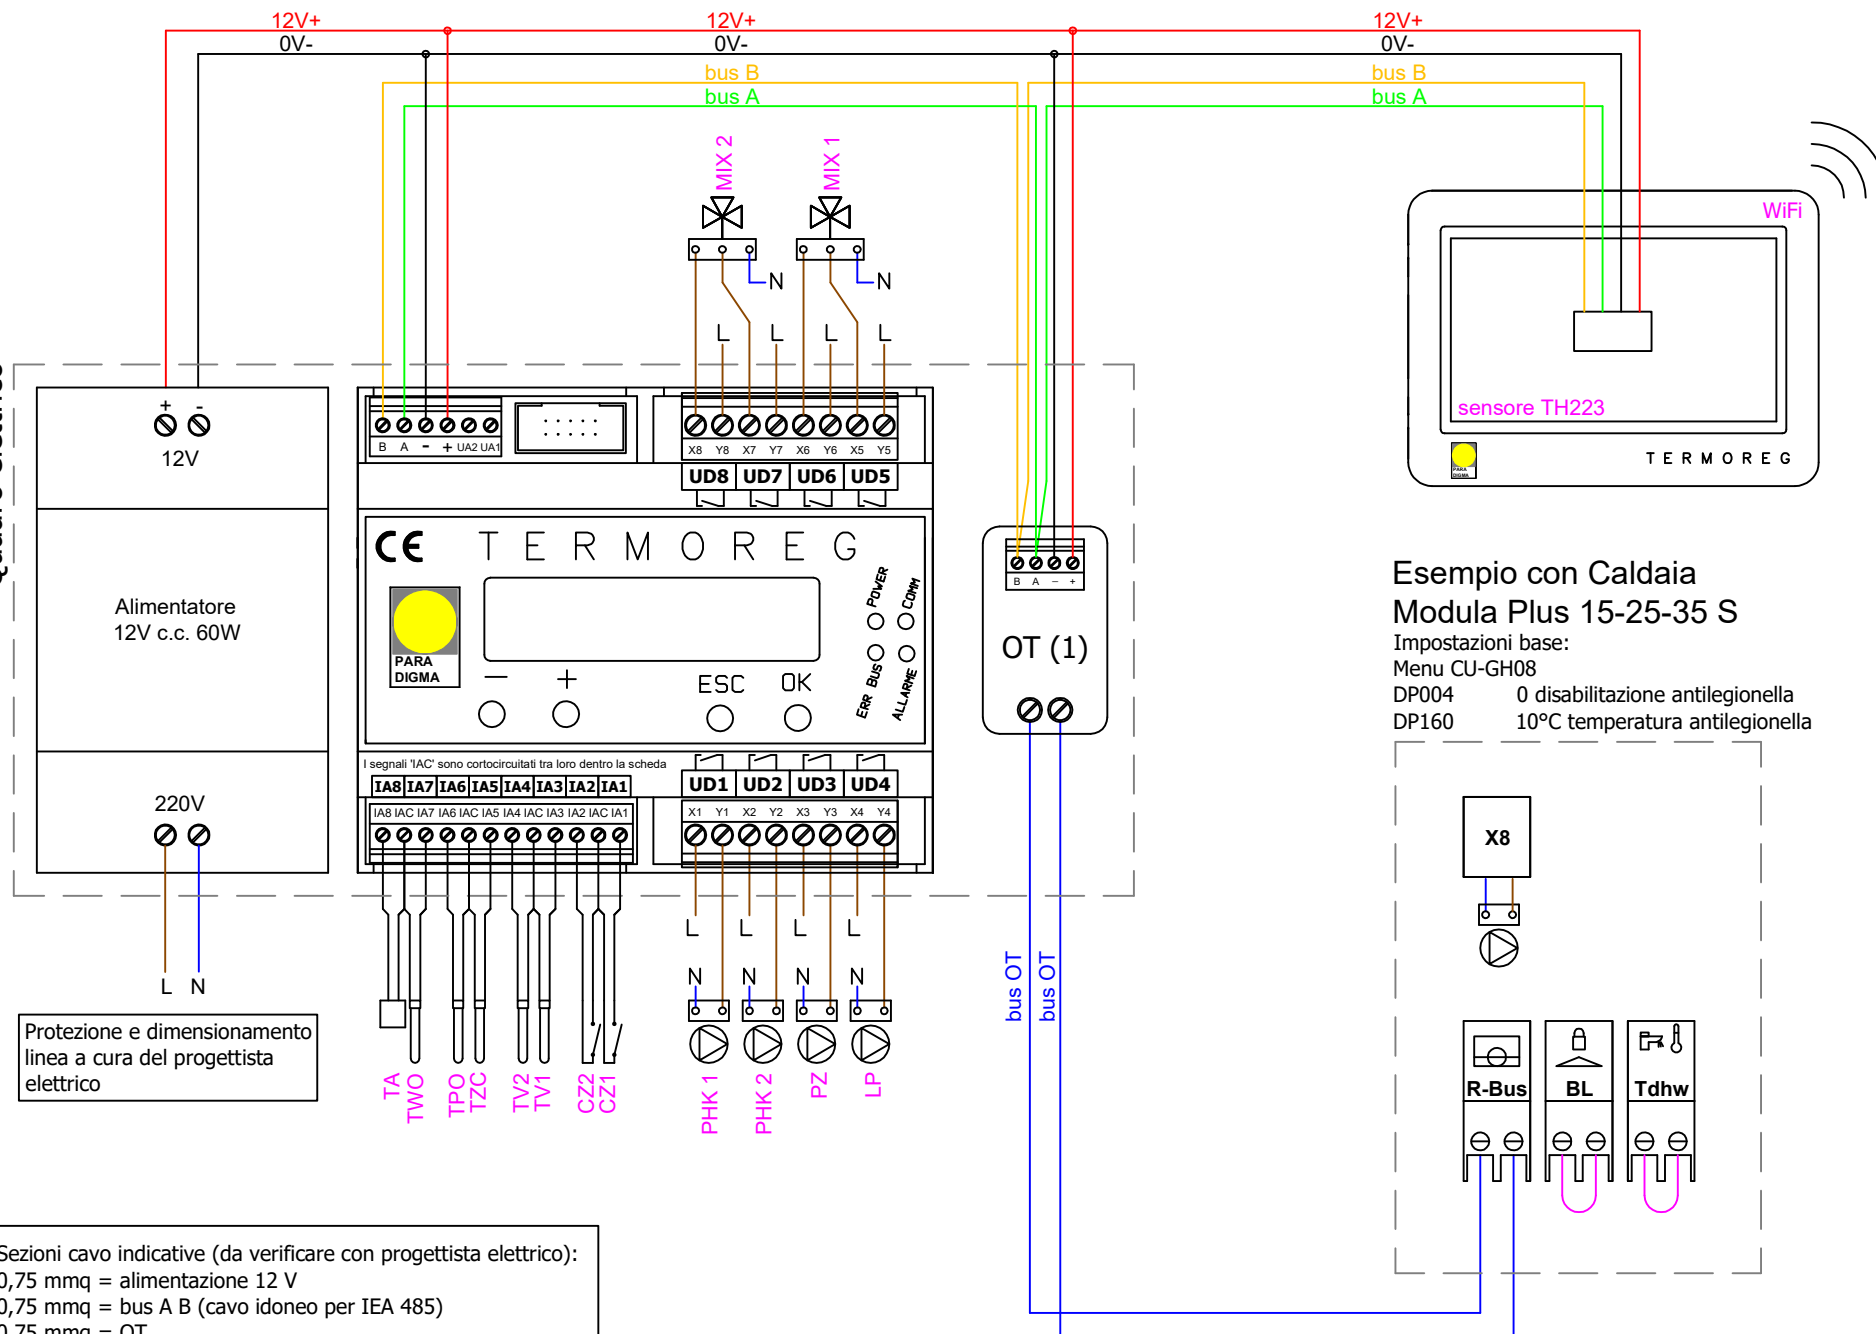 12V+ 12V+ 12V+
0V- 0V- 0V-
bus B bus B
bus A bus A
MIX 2 MIX 1
N N
L L L L
WiFi
sensore TH223
PARA
DIGMA
TERMOREG
+ -
12V
Alimentatore
12V c.c. 60W
220V
L N
Protezione e dimensionamento
linea a cura del progettista
elettrico
B A - + UA2 UA1
X8 Y8 X7 Y7 X6 Y6 X5 Y5
UD8 UD7 UD6 UD5
CE TERMOREG
PARA
DIGMA
- + ESC OK
POWER COMM
ERR BUS ALLARME
I segnali 'IAC' sono cortocircuitati tra loro dentro la scheda
IA8 IA7 IA6 IA5 IA4 IA3 IA2 IA1
IA8 IAC IA7 IA6 IAC IA5 IA4 IAC IA3 IA2 IAC IA1
UD1 UD2 UD3 UD4
X1 Y1 X2 Y2 X3 Y3 X4 Y4
L L L L
N N N N
TA TWO TPO TZC TV2 TV1 CZ2 CZ1
PHK 1 PHK 2 PZ LP
B A - +
OT (1)
bus OT bus OT
Esempio con Caldaia
Modula Plus 15-25-35 S
Impostazioni base:
Menu CU-GH08
DP004 0 disabilitazione antilegionella
DP160 10°C temperatura antilegionella
X8
R-Bus BL Tdhw
Sezioni cavo indicative (da verificare con progettista elettrico):
0,75 mmq = alimentazione 12 V
0,75 mmq = bus A B (cavo idoneo per IEA 485)
0,75 mmq = OT